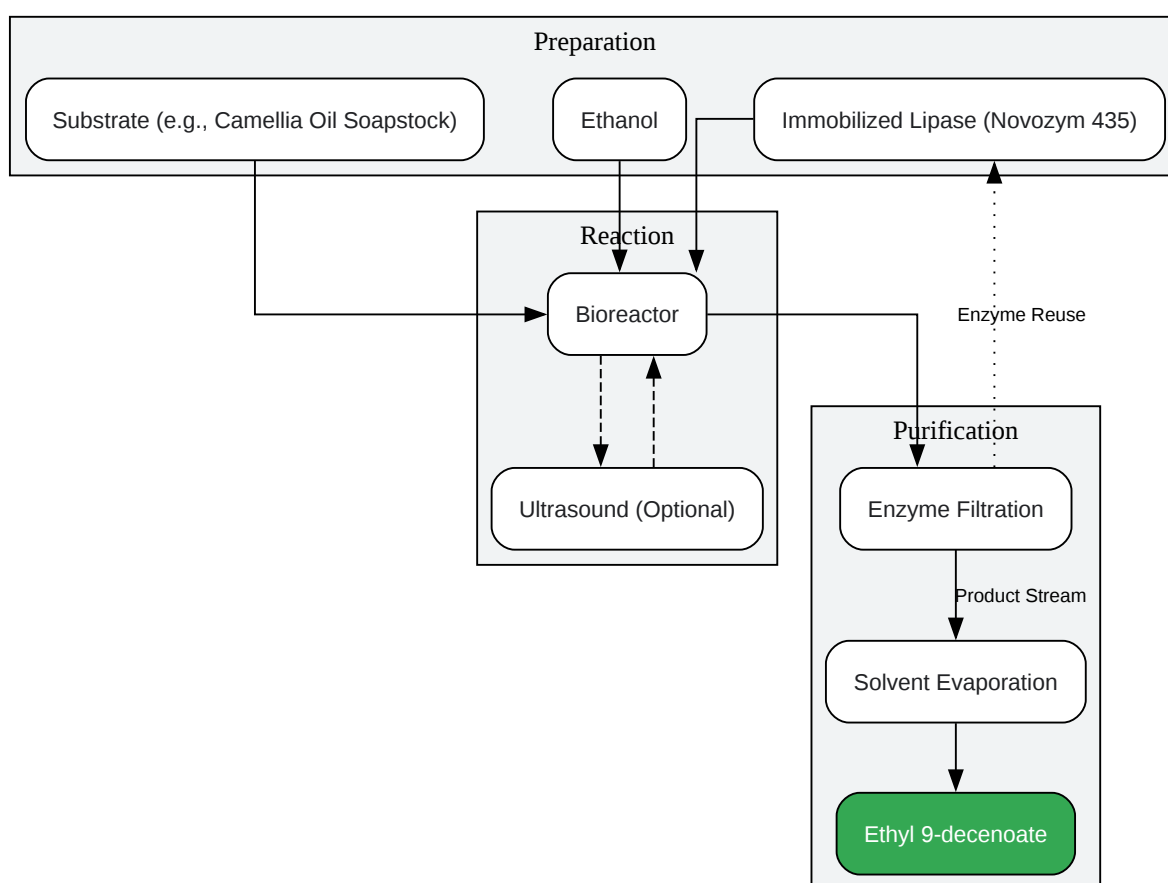 Preparation
Substrate (e.g., Camellia Oil Soapstock)
Ethanol
Immobilized Lipase (Novozym 435)
Reaction
Bioreactor
Enzyme Reuse
Ultrasound (Optional)
Purification
Enzyme Filtration
Product Stream
Solvent Evaporation
Ethyl 9-decenoate